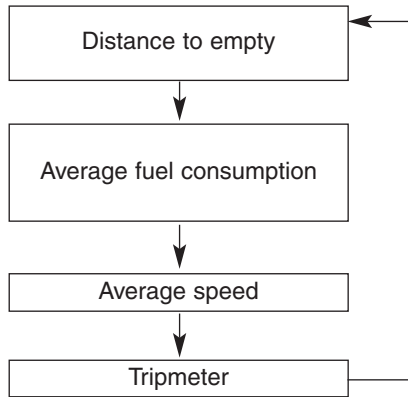 Distance to empty
Average fuel consumption
Average speed
Tripmeter